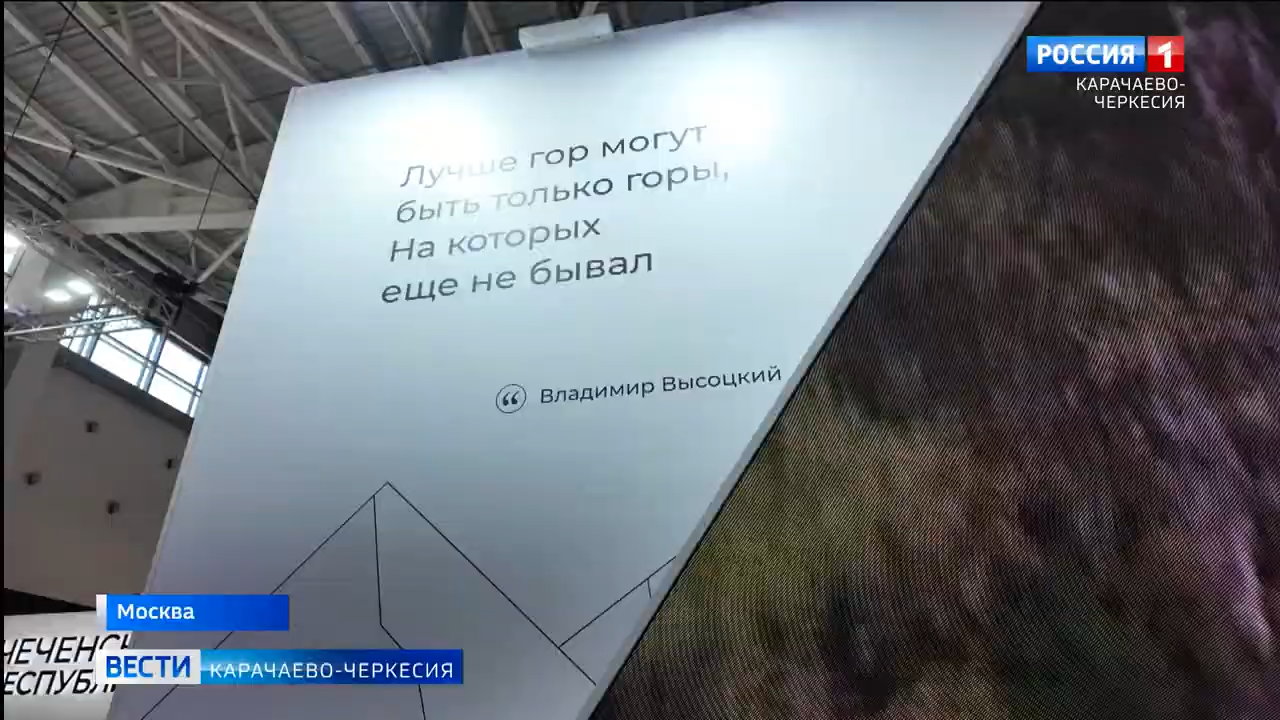 РОССИЯ 1
КАРАЧАЕВО-
ЧЕРКЕСИЯ
Лучше гор могут
быть только горы,
На которых
еще не бывал
“ Владимир Высоцкий
Москва
ВЕСТИ КАРАЧАЕВО-ЧЕРКЕСИЯ